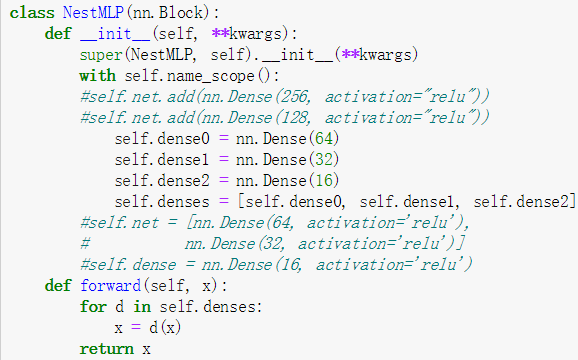 class NestMLP(nn.Block):
    def __init__(self, **kwargs):
        super(NestMLP, self).__init__(**kwargs)
        with self.name_scope():
        #self.net.add(nn.Dense(256, activation="relu"))
        #self.net.add(nn.Dense(128, activation="relu"))
            self.dense0 = nn.Dense(64)
            self.dense1 = nn.Dense(32)
            self.dense2 = nn.Dense(16)
            self.denses = [self.dense0, self.dense1, self.dense2]
        #self.net = [nn.Dense(64, activation='relu'),
        #            nn.Dense(32, activation='relu')]
        #self.dense = nn.Dense(16, activation='relu')
    def forward(self, x):
        for d in self.denses:
            x = d(x)
        return x